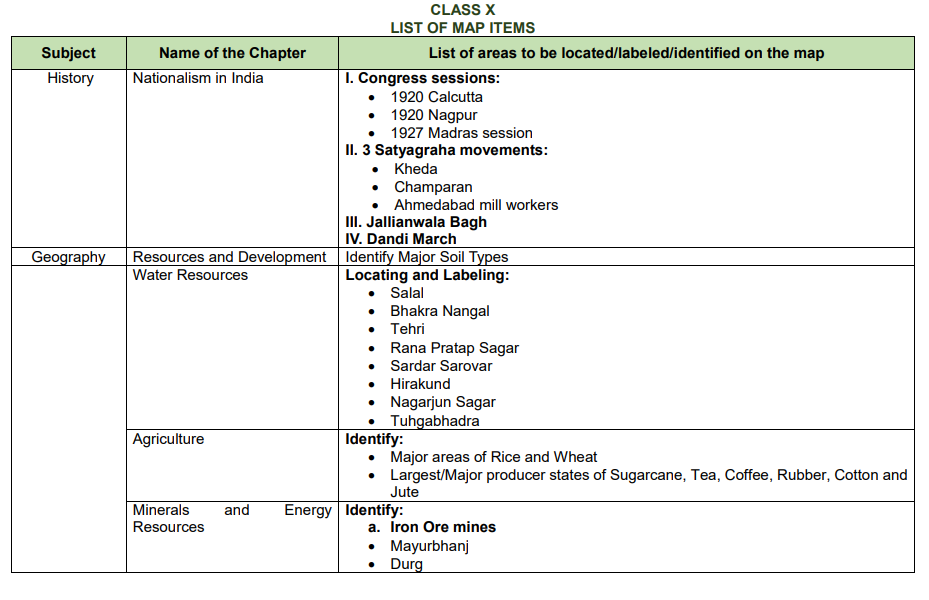 CLASS X
LIST OF MAP ITEMS
Subject Name of the Chapter List of areas to be located/labeled/identified on the map
History Nationalism in India I. Congress sessions:
• 1920 Calcutta
• 1920 Nagpur
• 1927 Madras session
II. 3 Satyagraha movements:
• Kheda
• Champaran
• Ahmedabad mill workers
III. Jallianwala Bagh
IV. Dandi March
Geography Resources and Development Identify Major Soil Types
Water Resources Locating and Labeling:
• Salal
• Bhakra Nangal
• Tehri
• Rana Pratap Sagar
• Sardar Sarovar
• Hirakund
• Nagarjun Sagar
• Tuhgabhadra
Agriculture Identify:
• Major areas of Rice and Wheat
• Largest/Major producer states of Sugarcane, Tea, Coffee, Rubber, Cotton and
Jute
Minerals and Energy Identify:
Resources a. Iron Ore mines
• Mayurbhanj
• Durg